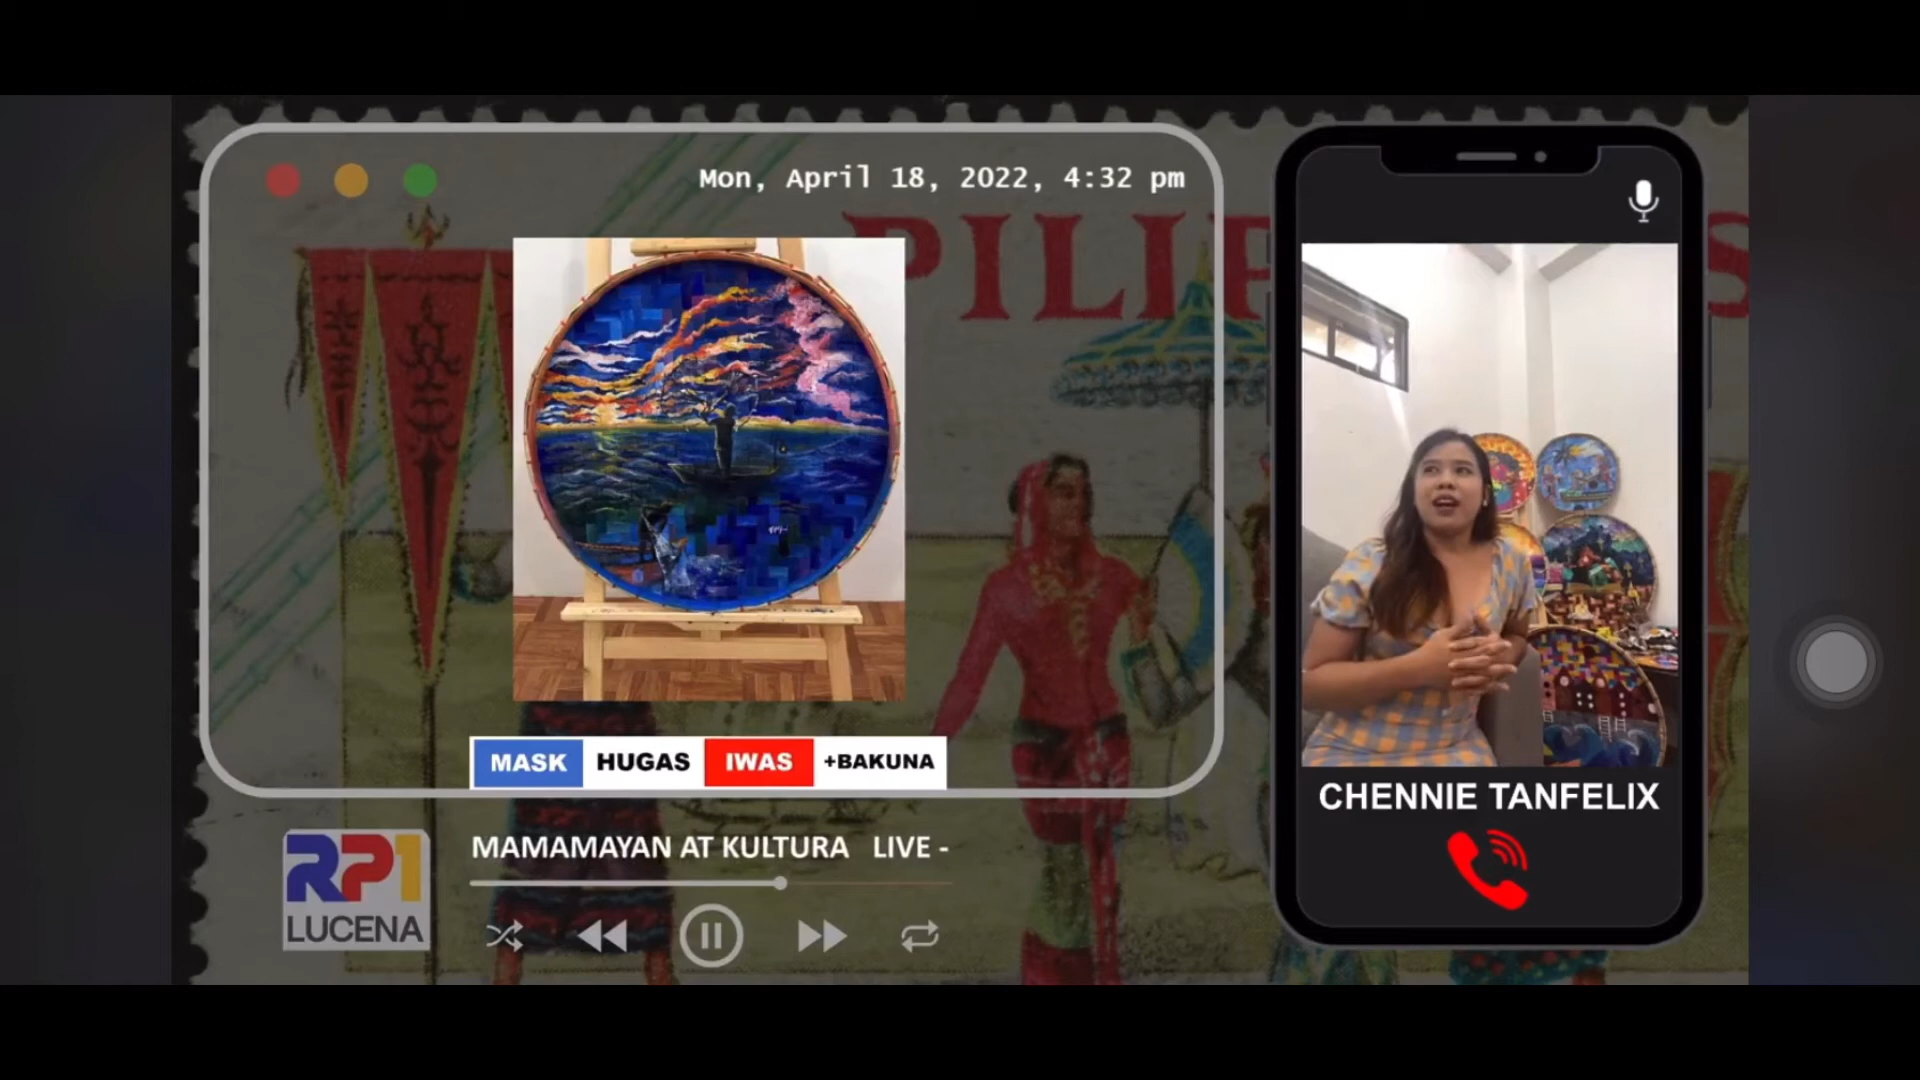 Mon, April 18, 2022, 4:32 pm
PILIP S
MASK HUGAS IWAS +BAKUNA
CHENNIE TANFELIX
MAMAMAYAN AT KULTURA LIVE -
RP1
LUCENA